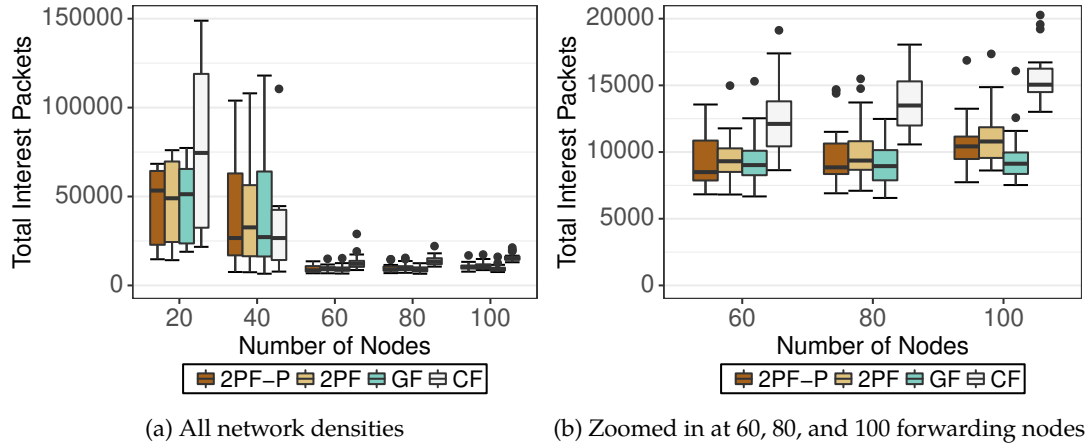 Total Interest Packets
150000
100000
50000
0
20 40 60 80 100
Number of Nodes
2PF−P 2PF GF CF
(a) All network densities
Total Interest Packets
20000
15000
10000
5000
0
60 80 100
Number of Nodes
2PF−P 2PF GF CF
(b) Zoomed in at 60, 80, and 100 forwarding nodes